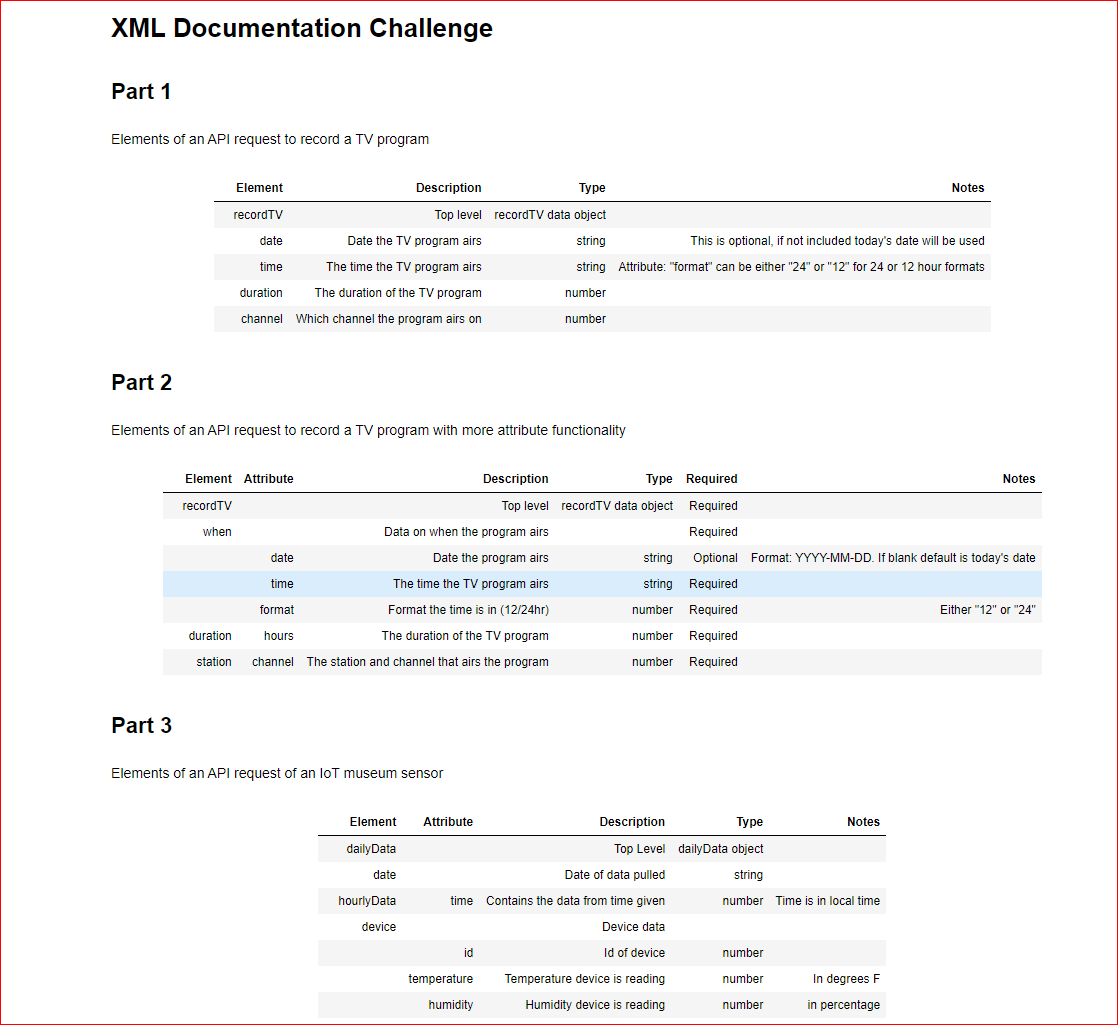 XML Documentation Challenge
Part 1
Elements of an API request to record a TV program
Element Description Type Notes
recordTV Top level recordTV data object
date Date the TV program airs string This is optional, if not included today's date will be used
time The time the TV program airs string Attribute: "format" can be either "24" or "12" for 24 or 12 hour formats
duration The duration of the TV program number
channel Which channel the program airs on number
Part 2
Elements of an API request to record a TV program with more attribute functionality
Element Attribute Description Type Required Notes
recordTV Top level recordTV data object Required
when Data on when the program airs Required
date Date the program airs string Optional Format: YYYY-MM-DD. If blank default is today's date
time The time the TV program airs string Required
format Format the time is in (12/24hr) number Required Either "12" or "24"
duration hours The duration of the TV program number Required
station channel The station and channel that airs the program number Required
Part 3
Elements of an API request of an IoT museum sensor
Element Attribute Description Type Notes
dailyData Top Level dailyData object
date Date of data pulled string
hourlyData time Contains the data from time given number Time is in local time
device Device data
id Id of device number
temperature Temperature device is reading number In degrees F
humidity Humidity device is reading number in percentage